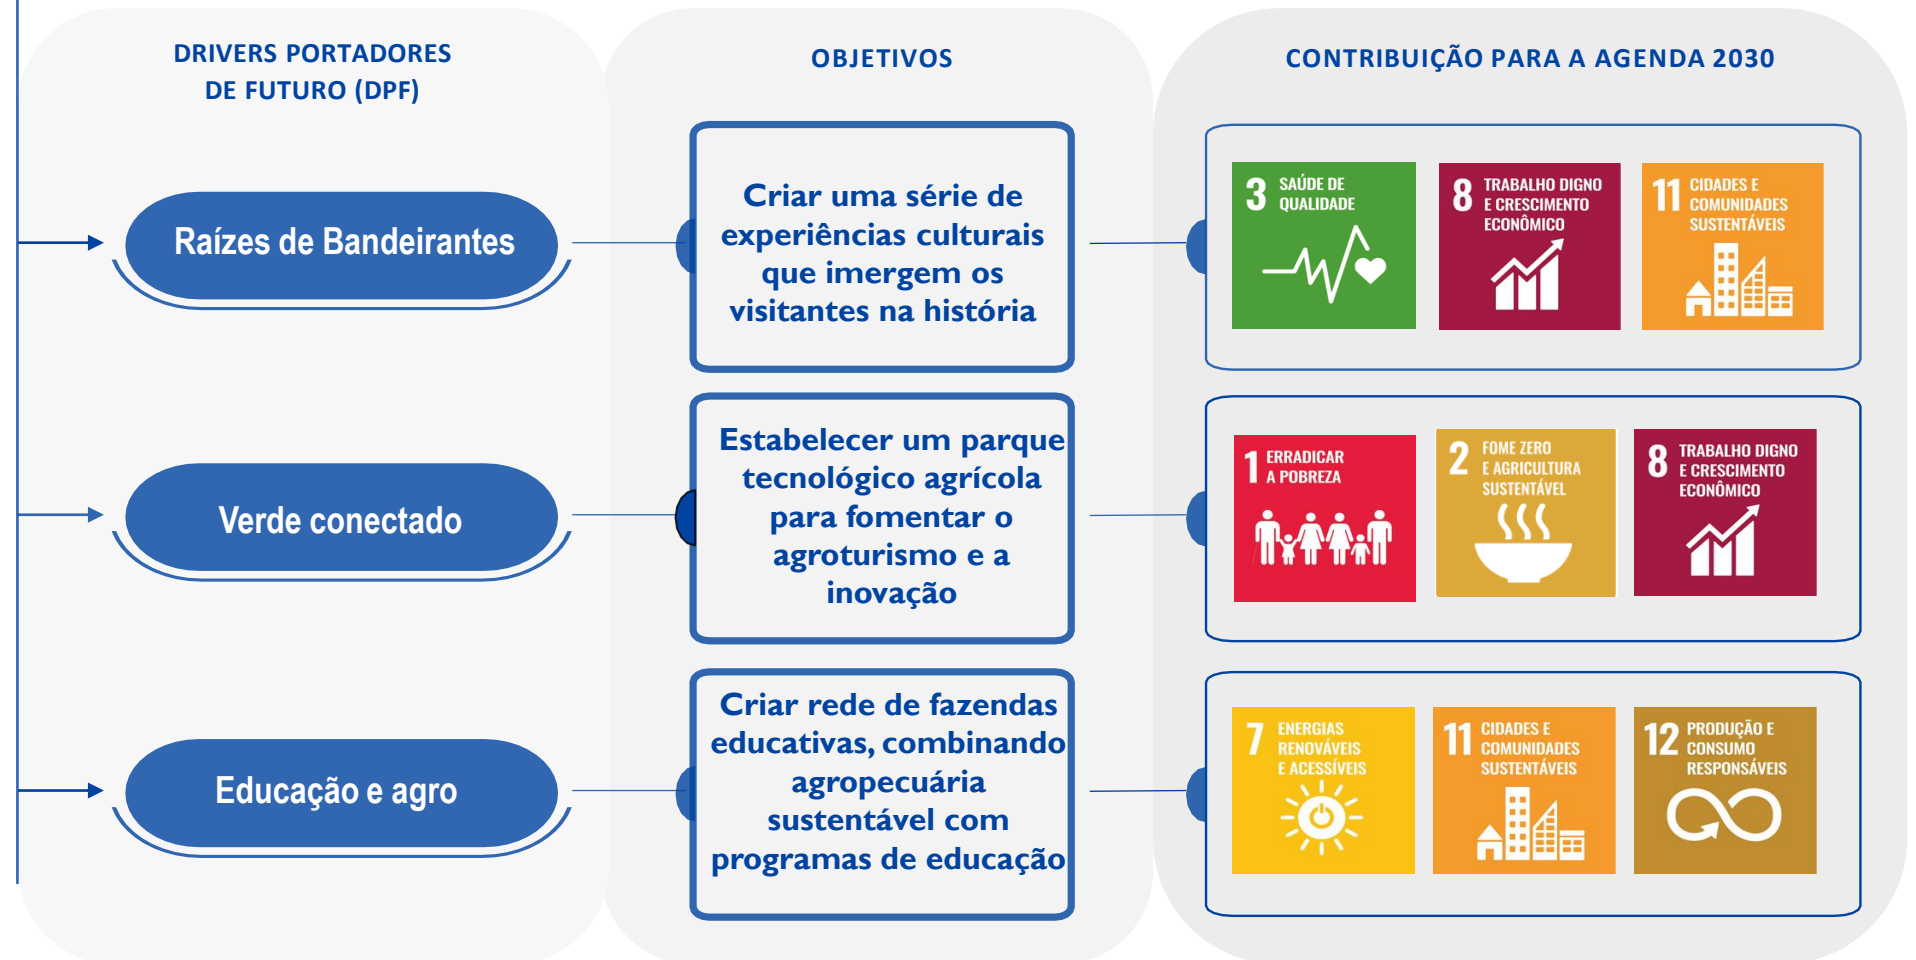 DRIVERS PORTADORES
DE FUTURO (DPF)
OBJETIVOS
CONTRIBUIÇÃO PARA A AGENDA 2030
Raízes de Bandeirantes
Criar uma série de
experiências culturais
que imergem os
visitantes na história
3 SAÚDE DE
QUALIDADE
8 TRABALHO DIGNO
E CRESCIMENTO
ECONÔMICO
11 CIDADES E
COMUNIDADES
SUSTENTÁVEIS
Verde conectado
Estabelecer um parque
tecnológico agrícola
para fomentar o
agroturismo e a
inovação
1 ERRADICAR
A POBREZA
2 FOME ZERO
E AGRICULTURA
SUSTENTÁVEL
8 TRABALHO DIGNO
E CRESCIMENTO
ECONÔMICO
Educação e agro
Criar rede de fazendas
educativas, combinando
agropecuária
sustentável com
programas de educação
7 ENERGIAS
RENOVÁVEIS
E ACESSÍVEIS
11 CIDADES E
COMUNIDADES
SUSTENTÁVEIS
12 PRODUÇÃO E
CONSUMO
RESPONSÁVEIS